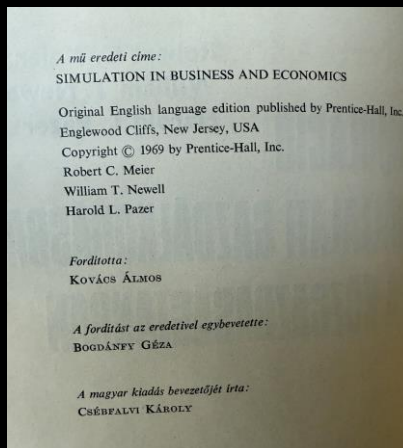 A mű eredeti címe:
SIMULATION IN BUSINESS AND ECONOMICS
Original English language edition published by Prentice-Hall, Inc.
Englewood Cliffs, New Jersey, USA
Copyright © 1969 by Prentice-Hall, Inc.
Robert C. Meier
William T. Newell
Harold L. Pazer
Fordította:
KOVÁCS ÁLMOS
A fordítást az eredetivel egybevetette:
BOGDÁNFY GÉZA
A magyar kiadás bevezetőjét írta:
CSÉBFALVI KÁROLY